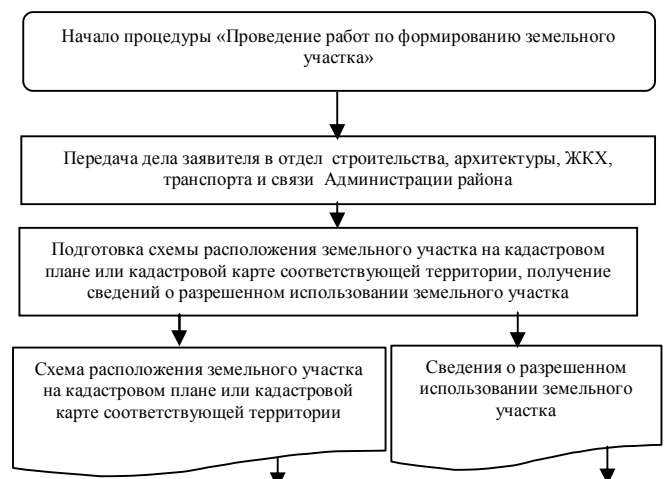 Начало процедуры «Проведение работ по формированию земельного
участка»
Передача дела заявителя в отдел строительства, архитектуры, ЖКХ,
транспорта и связи Администрации района
Подготовка схемы расположения земельного участка на кадастровом
плане или кадастровой карте соответствующей территории, получение
сведений о разрешенном использовании земельного участка
Схема расположения земельного участка
на кадастровом плане или кадастровой
карте соответствующей территории
Сведения о разрешенном
использовании земельного
участка